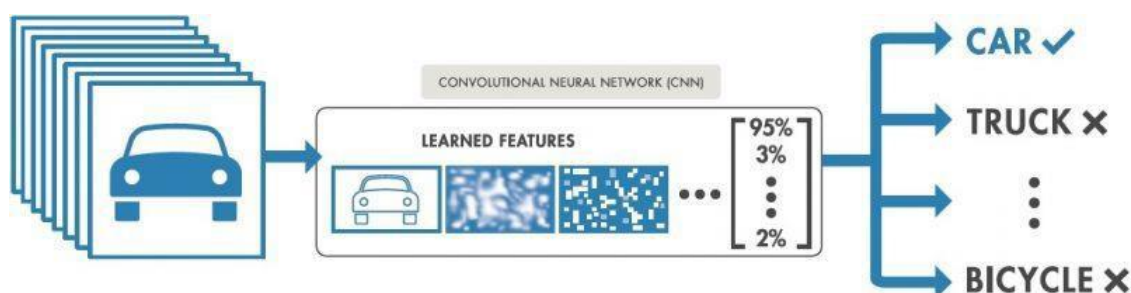 CONVOLUTIONAL NEURAL NETWORK (CNN)
LEARNED FEATURES
95%
3%
2%
CAR
TRUCK
BICYCLE